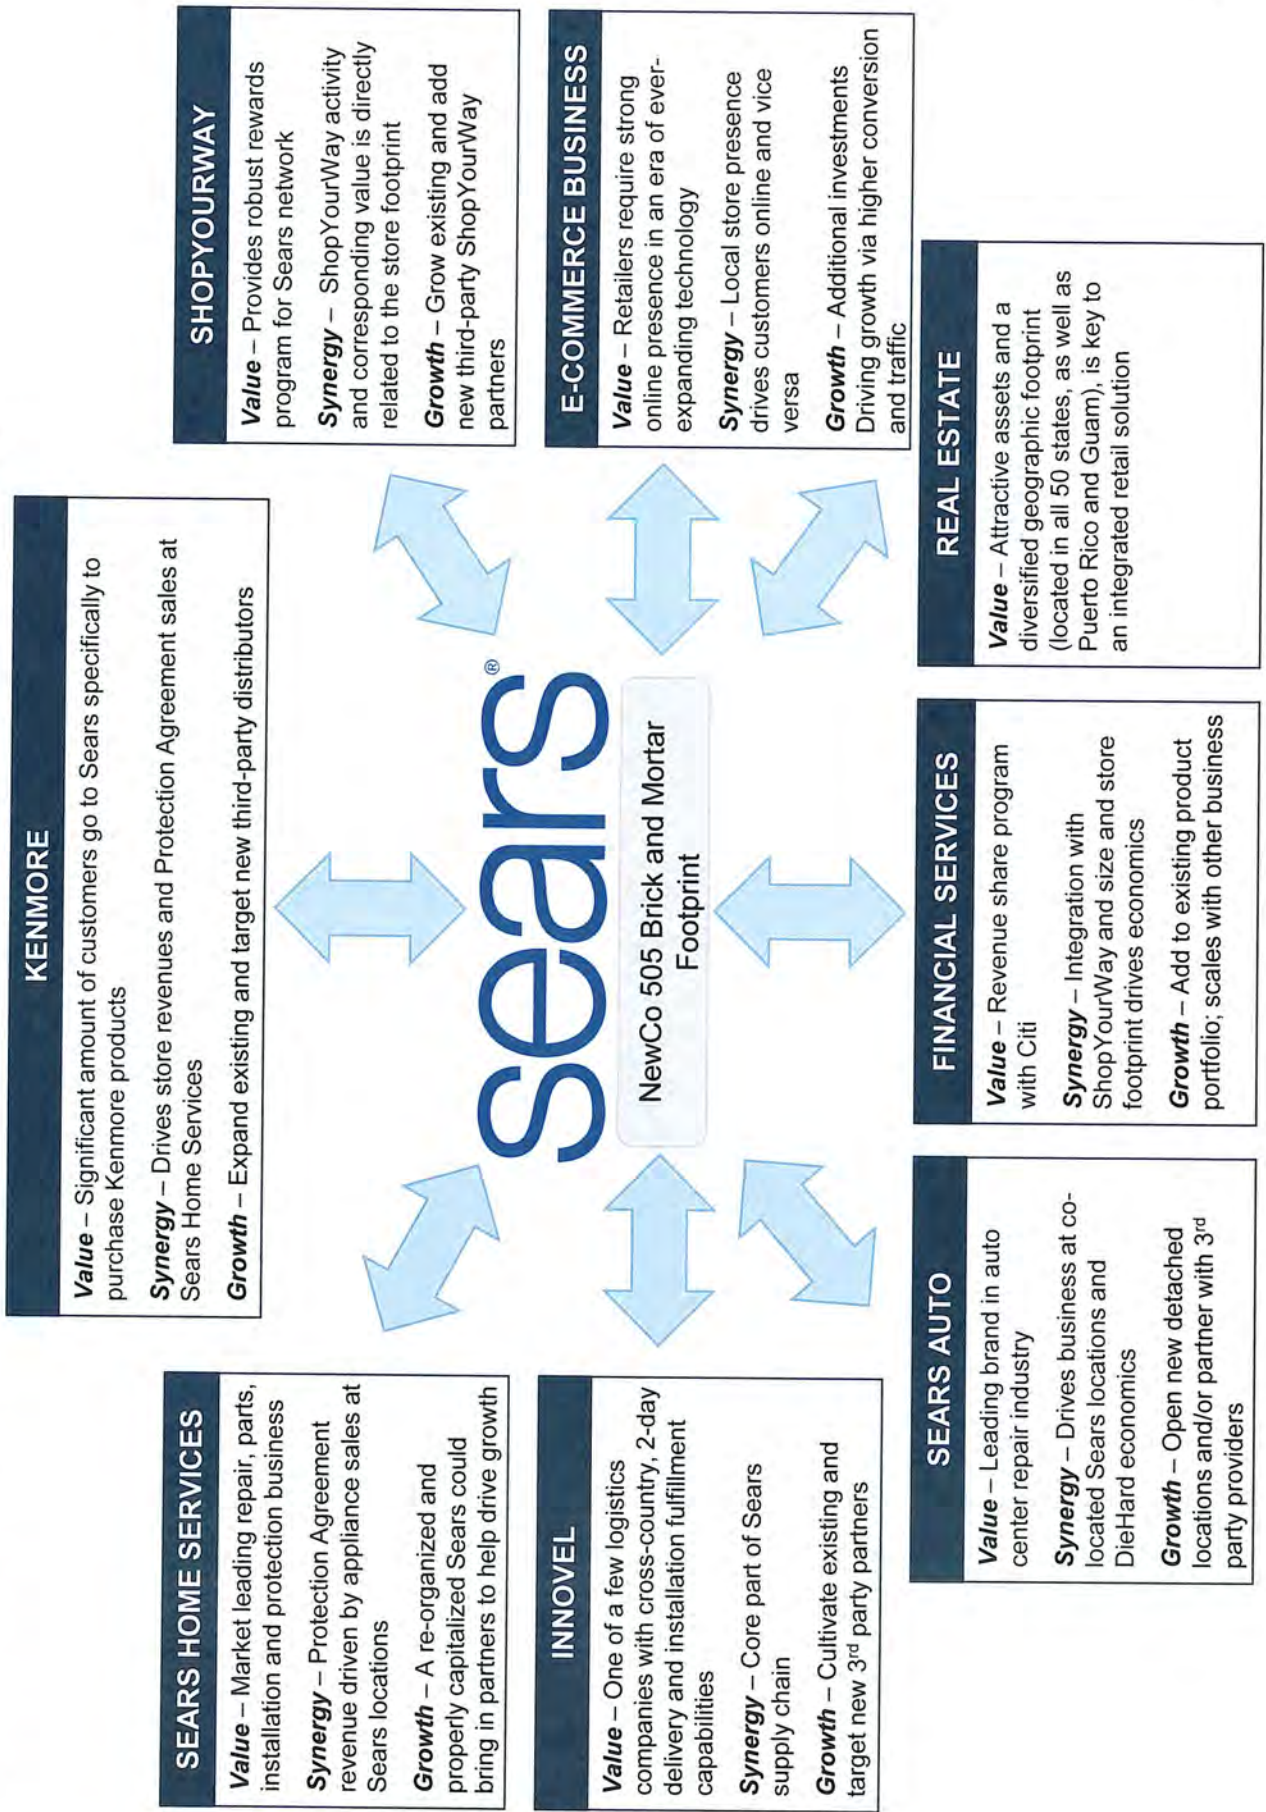 KENMORE
Value – Significant amount of customers go to Sears specifically to
purchase Kenmore products
Synergy – Drives store revenues and Protection Agreement sales at
Sears Home Services
Growth – Expand existing and target new third-party distributors
SEARS HOME SERVICES
Value – Market leading repair, parts,
installation and protection business
Synergy – Protection Agreement
revenue driven by appliance sales at
Sears locations
Growth – A re-organized and
properly capitalized Sears could
bring in partners to help drive growth
SHOPYOURWAY
Value – Provides robust rewards
program for Sears network
Synergy – ShopYourWay activity
and corresponding value is directly
related to the store footprint
Growth – Grow existing and add
new third-party ShopYourWay
partners
sears®
NewCo 505 Brick and Mortar
Footprint
INNOVEL
Value – One of a few logistics
companies with cross-country, 2-day
delivery and installation fulfillment
capabilities
Synergy – Core part of Sears
supply chain
Growth – Cultivate existing and
target new 3rd party partners
E-COMMERCE BUSINESS
Value – Retailers require strong
online presence in an era of ever-
expanding technology
Synergy – Local store presence
drives customers online and vice
versa
Growth – Additional investments
Driving growth via higher conversion
and traffic
SEARS AUTO
Value – Leading brand in auto
center repair industry
Synergy – Drives business at co-
located Sears locations and
DieHard economics
Growth – Open new detached
locations and/or partner with 3rd
party providers
FINANCIAL SERVICES
Value – Revenue share program
with Citi
Synergy – Integration with
ShopYourWay and size and store
footprint drives economics
Growth – Add to existing product
portfolio; scales with other business
REAL ESTATE
Value – Attractive assets and a
diversified geographic footprint
(located in all 50 states, as well as
Puerto Rico and Guam), is key to
an integrated retail solution